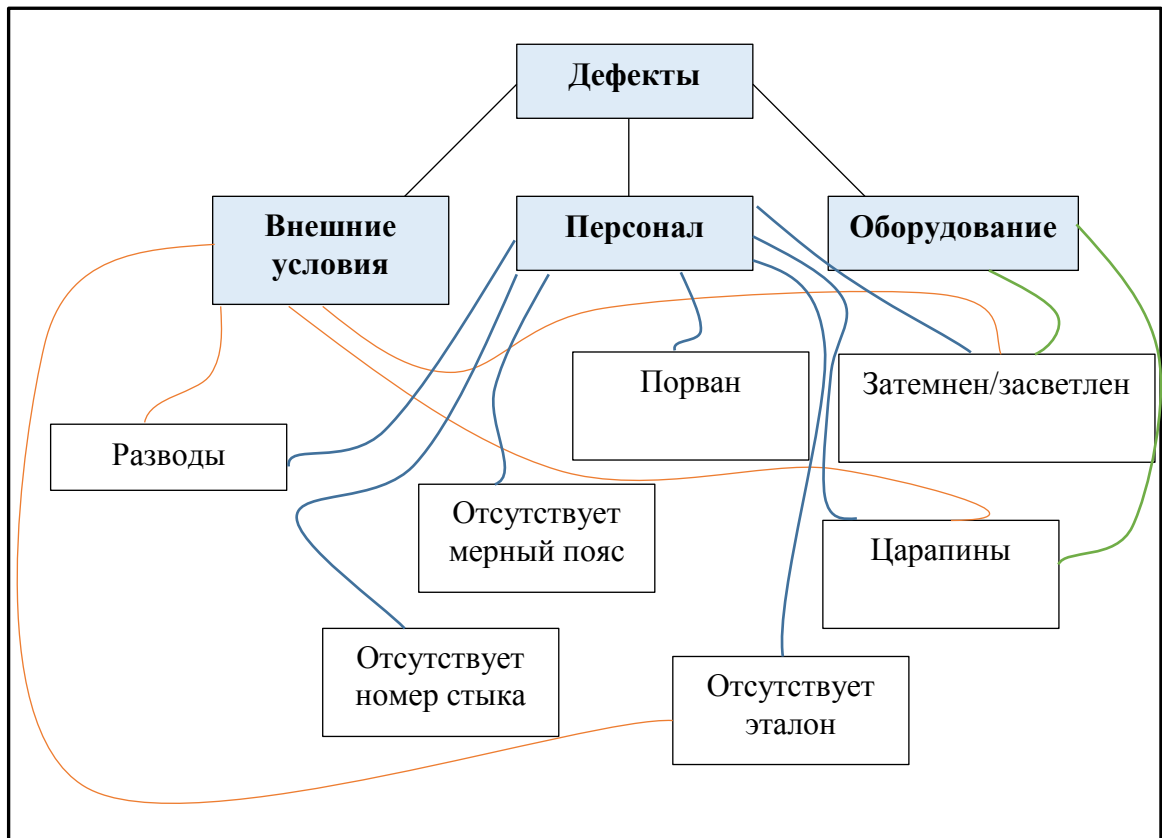 Дефекты
Внешние
условия
Персонал
Оборудование
Порван
Затемнен/засветлен
Разводы
Отсутствует
мерный пояс
Царапины
Отсутствует
номер стыка
Отсутствует
эталон